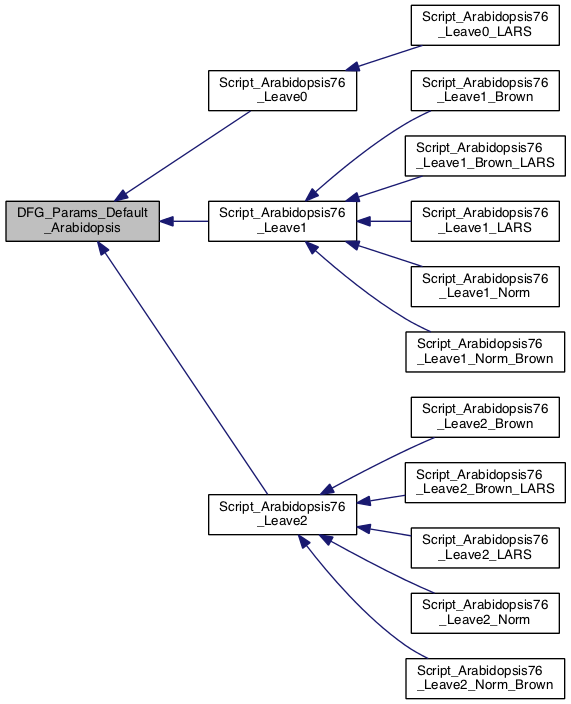 Script_Arabidopsis76
_Leave0_LARS
Script_Arabidopsis76
_Leave0
Script_Arabidopsis76
_Leave1_Brown
Script_Arabidopsis76
_Leave1_Brown_LARS
DFG_Params_Default
_Arabidopsis
Script_Arabidopsis76
_Leave1
Script_Arabidopsis76
_Leave1_LARS
Script_Arabidopsis76
_Leave1_Norm
Script_Arabidopsis76
_Leave1_Norm_Brown
Script_Arabidopsis76
_Leave2_Brown
Script_Arabidopsis76
_Leave2_Brown_LARS
Script_Arabidopsis76
_Leave2
Script_Arabidopsis76
_Leave2_LARS
Script_Arabidopsis76
_Leave2_Norm
Script_Arabidopsis76
_Leave2_Norm_Brown